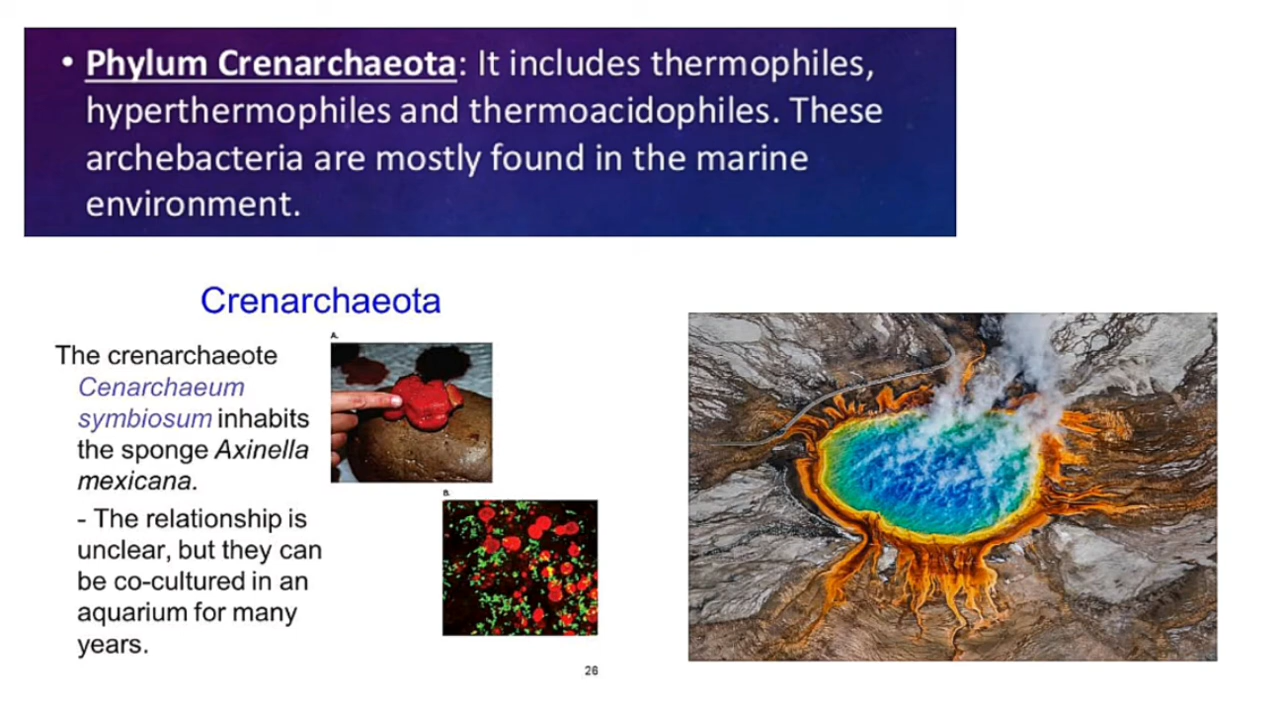 • Phylum Crenarchaeota: It includes thermophiles,
hyperthermophiles and thermoacidophiles. These
archebacteria are mostly found in the marine
environment.
Crenarchaeota
The crenarchaeote
Cenarchaeum
symbiosum inhabits
the sponge Axinella
mexicana.
- The relationship is
unclear, but they can
be co-cultured in an
aquarium for many
years.
A.
B.
26